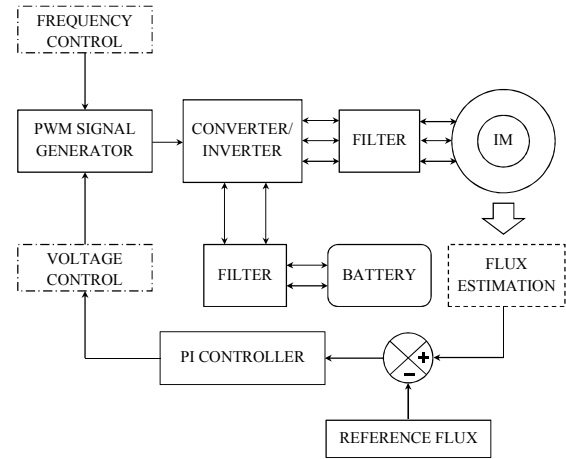 FREQUENCY
CONTROL
PWM SIGNAL
GENERATOR
CONVERTER/
INVERTER
FILTER
IM
VOLTAGE
CONTROL
FILTER
BATTERY
FLUX
ESTIMATION
PI CONTROLLER
+
-
REFERENCE FLUX